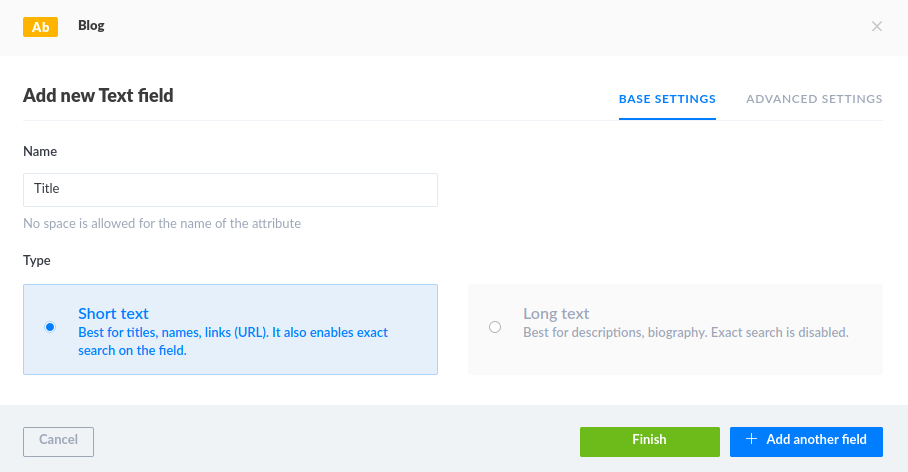 Ab Blog
Add new Text field
BASE SETTINGS ADVANCED SETTINGS
Name
Title
No space is allowed for the name of the attribute
Type
Short text
Best for titles, names, links (URL). It also enables exact
search on the field.
Long text
Best for descriptions, biography. Exact search is disabled.
Cancel
Finish
+ Add another field